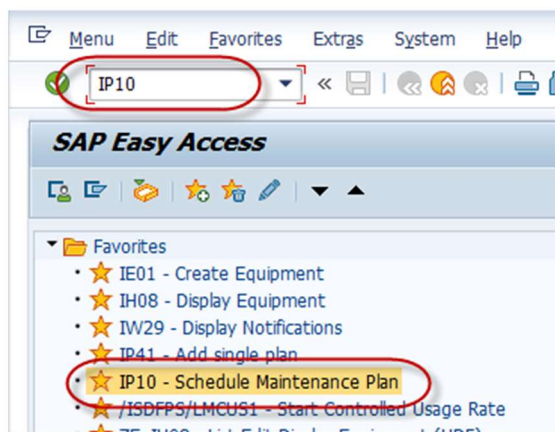 Menu Edit Favorites Extras System Help
IP10
SAP Easy Access
Favorites
IE01 - Create Equipment
IH08 - Display Equipment
IW29 - Display Notifications
IP41 - Add single plan
IP10 - Schedule Maintenance Plan
/ISDFPS/LMCUS1 - Start Controlled Usage Rate